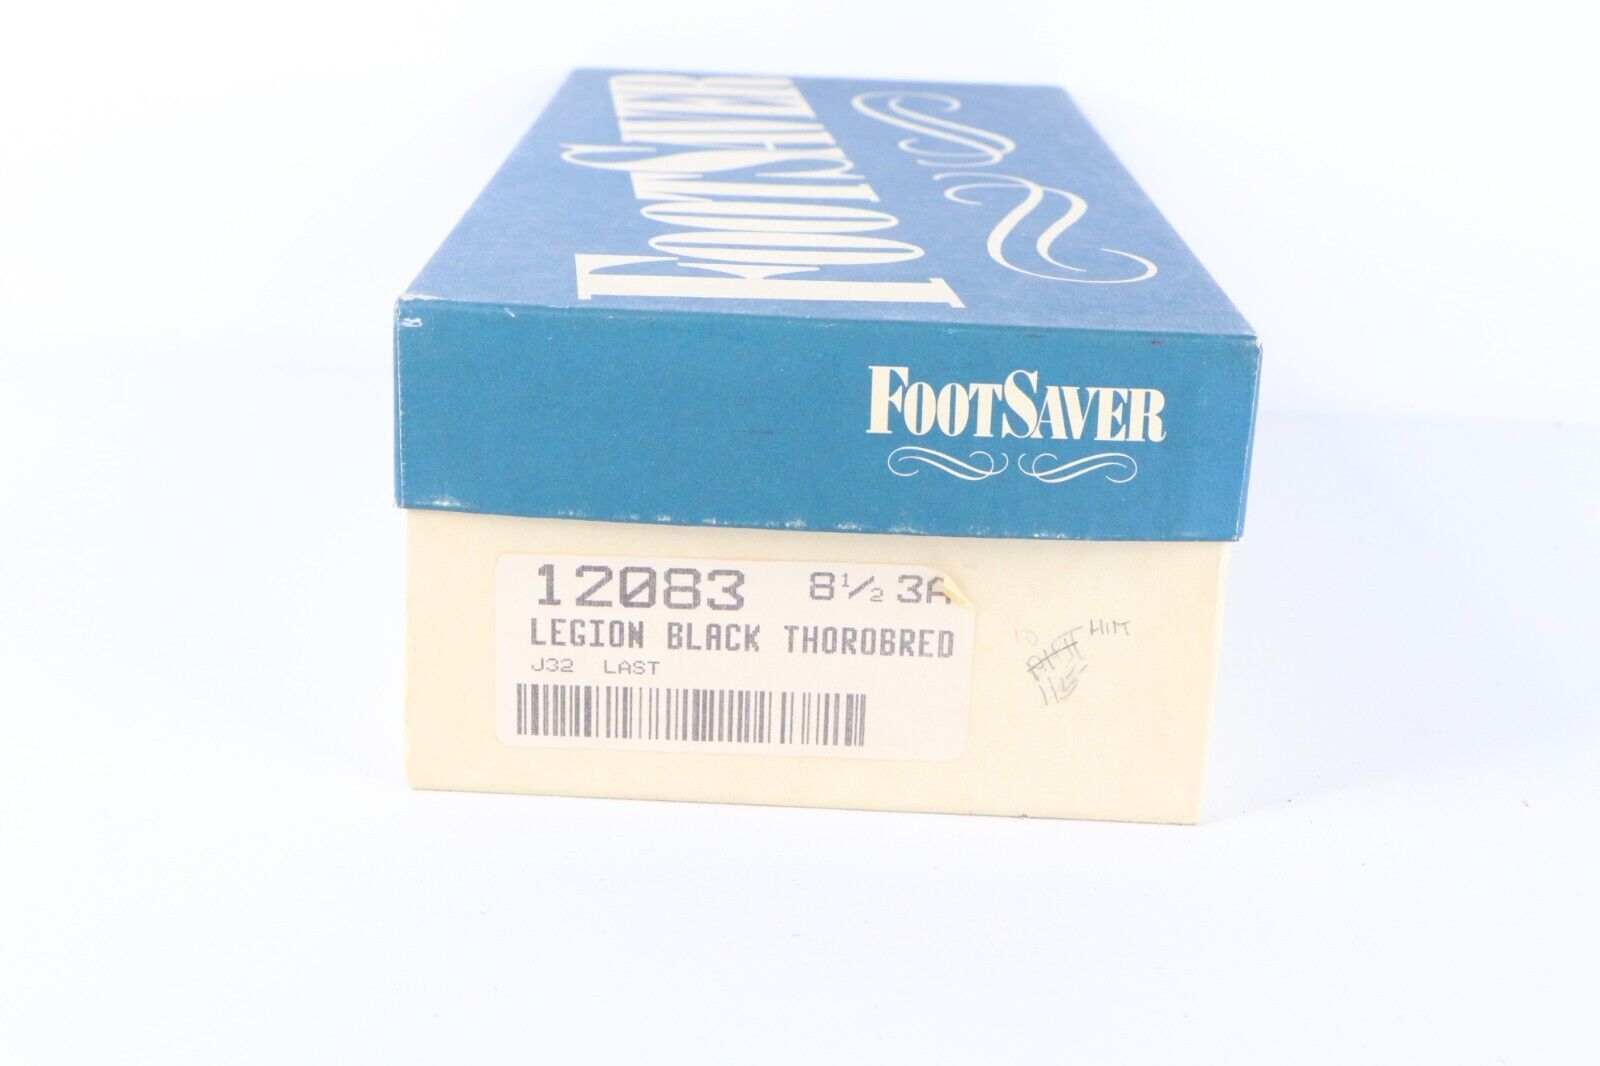 FOOTSAVER
FOOTSAVER
12083 8½ 3A
LEGION BLACK THOROBRED
J32 LAST
HIM